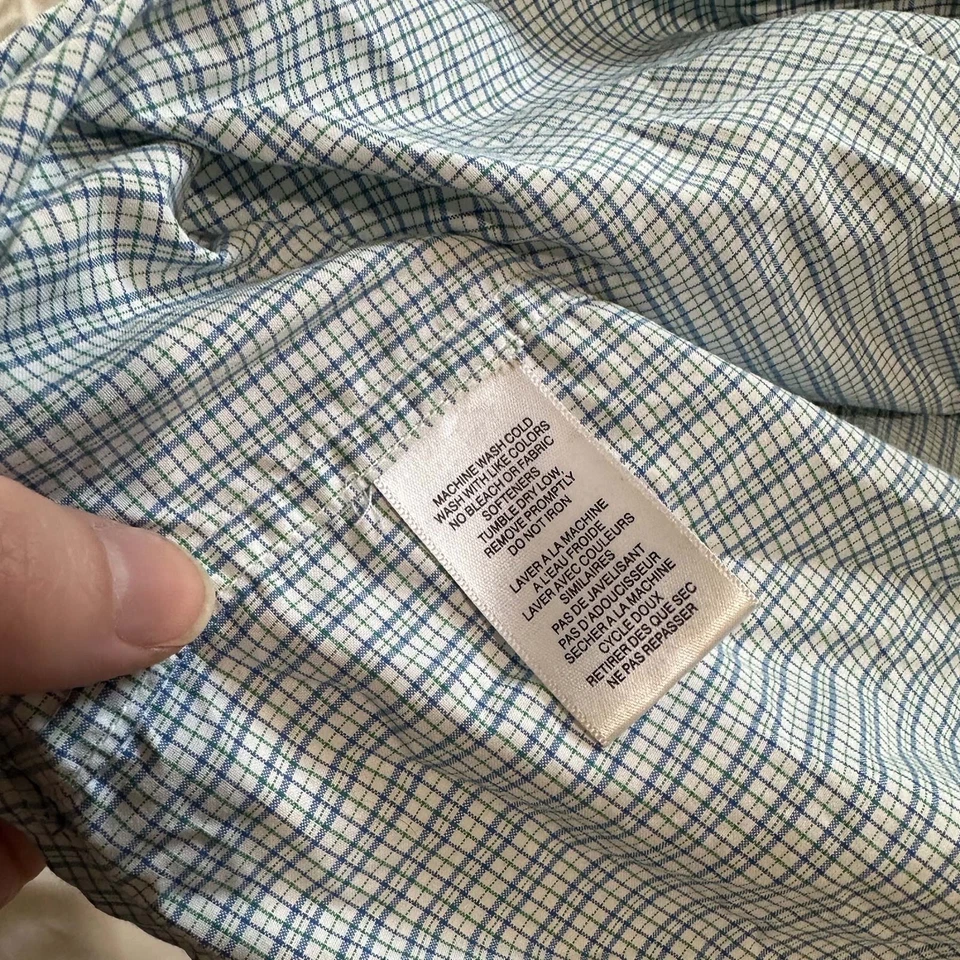 MACHINE WASH COLD
WASH WITH LIKE COLORS
NO BLEACH OR FABRIC
SOFTENERS
TUMBLE DRY LOW,
REMOVE PROMPTLY
DO NOT IRON
LAVER A LA MACHINE
A L'EAU FROIDE
LAVER AVEC COULEURS
SIMILAIRES
PAS DE JAVELISANT
PAS D'ADOUCISSEUR
SECHER A LA MACHINE
CYCLE DOUX
RETIRER DES QUE SEC
NE PAS REPASSER